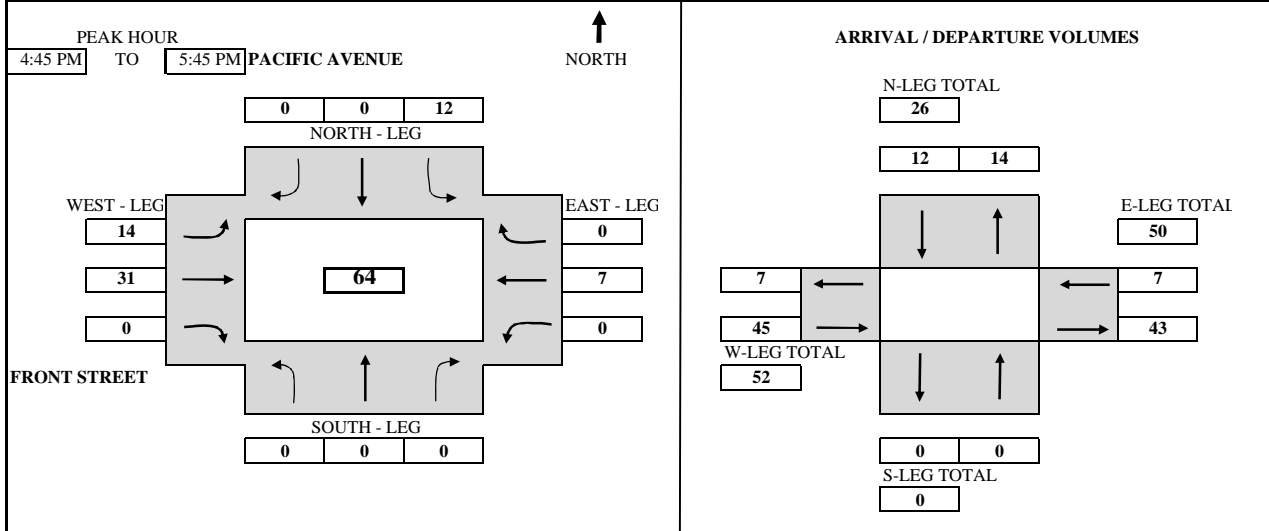 PEAK HOUR
4:45 PM TO 5:45 PM PACIFIC AVENUE
NORTH
0 0 12
NORTH - LEG
WEST - LEG
EAST - LEG
14
0
31
64
7
0
0
FRONT STREET
SOUTH - LEG
0 0 0
ARRIVAL / DEPARTURE VOLUMES
N-LEG TOTAL
26
12 14
E-LEG TOTAL
50
7
7
45
43
W-LEG TOTAL
52
0 0
S-LEG TOTAL
0